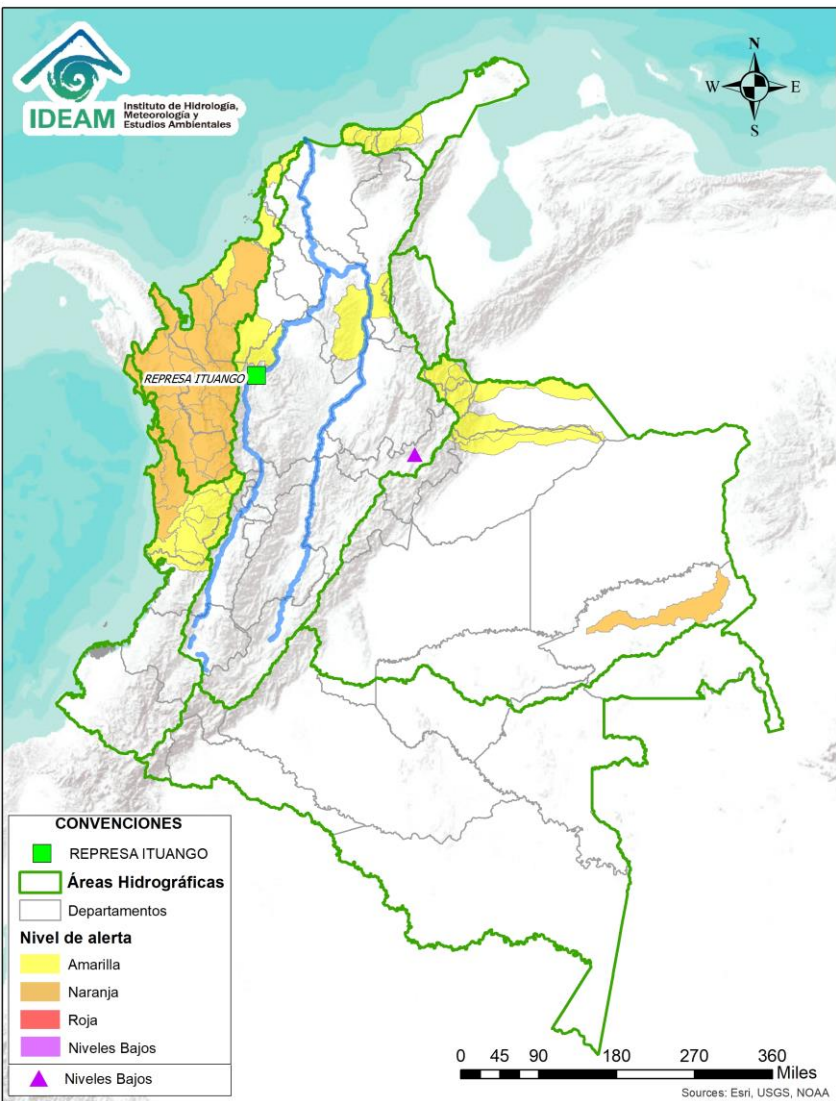 IDEAM
Instituto de Hidrología,
Meteorología y
Estudios Ambientales
N
W
E
S
REPRESA ITUANGO
CONVENCIONES
REPRESA ITUANGO
Áreas Hidrográficas
Departamentos
Nivel de alerta
Amarilla
Naranja
Roja
Niveles Bajos
Niveles Bajos
0 45 90 180 270 360
Miles
Sources: Esri, USGS, NOAA